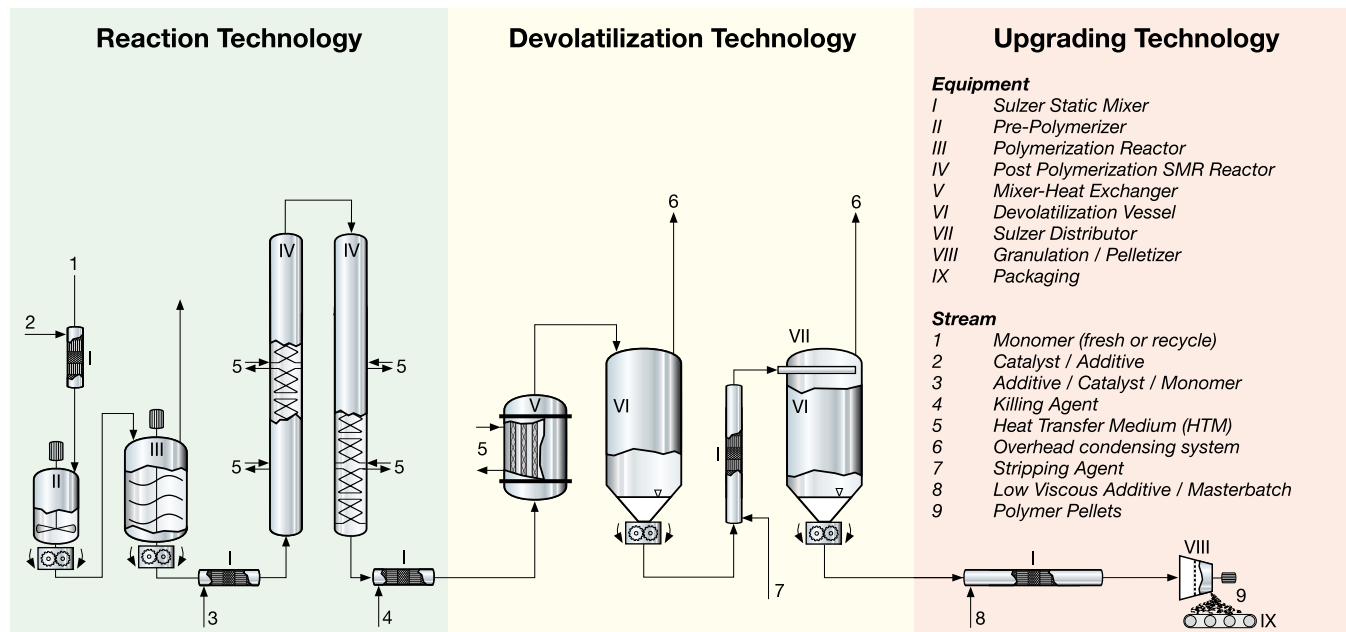 Reaction Technology
Devolatilization Technology
Upgrading Technology
Equipment
I Sulzer Static Mixer
II Pre-Polymerizer
III Polymerization Reactor
IV Post Polymerization SMR Reactor
V Mixer-Heat Exchanger
VI Devolatilization Vessel
VII Sulzer Distributor
VIII Granulation / Pelletizer
IX Packaging
Stream
1 Monomer (fresh or recycle)
2 Catalyst / Additive
3 Additive / Catalyst / Monomer
4 Killing Agent
5 Heat Transfer Medium (HTM)
6 Overhead condensing system
7 Stripping Agent
8 Low Viscous Additive / Masterbatch
9 Polymer Pellets
1
2
I
II
III
IV
IV
5
5
5
5
I
3
I
4
V
5
VI
6
I
7
VII
VI
6
I
8
VIII
9
IX